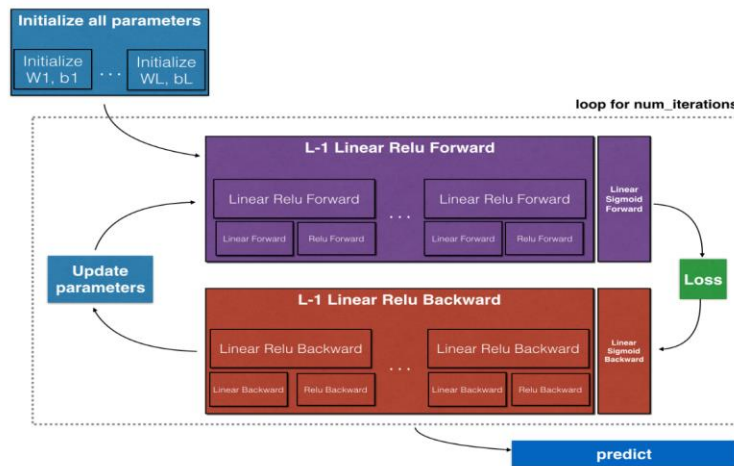 Initialize all parameters
Initialize
W1, b1
...
Initialize
WL, bL
loop for num_iterations
L-1 Linear Relu Forward
Linear Relu Forward
...
Linear Relu Forward
Linear Forward
Relu Forward
Linear Forward
Relu Forward
Linear
Sigmoid
Forward
Update
parameters
Loss
L-1 Linear Relu Backward
Linear Relu Backward
...
Linear Relu Backward
Linear Backward
Relu Backward
Linear Backward
Relu Backward
Linear
Sigmoid
Backward
predict